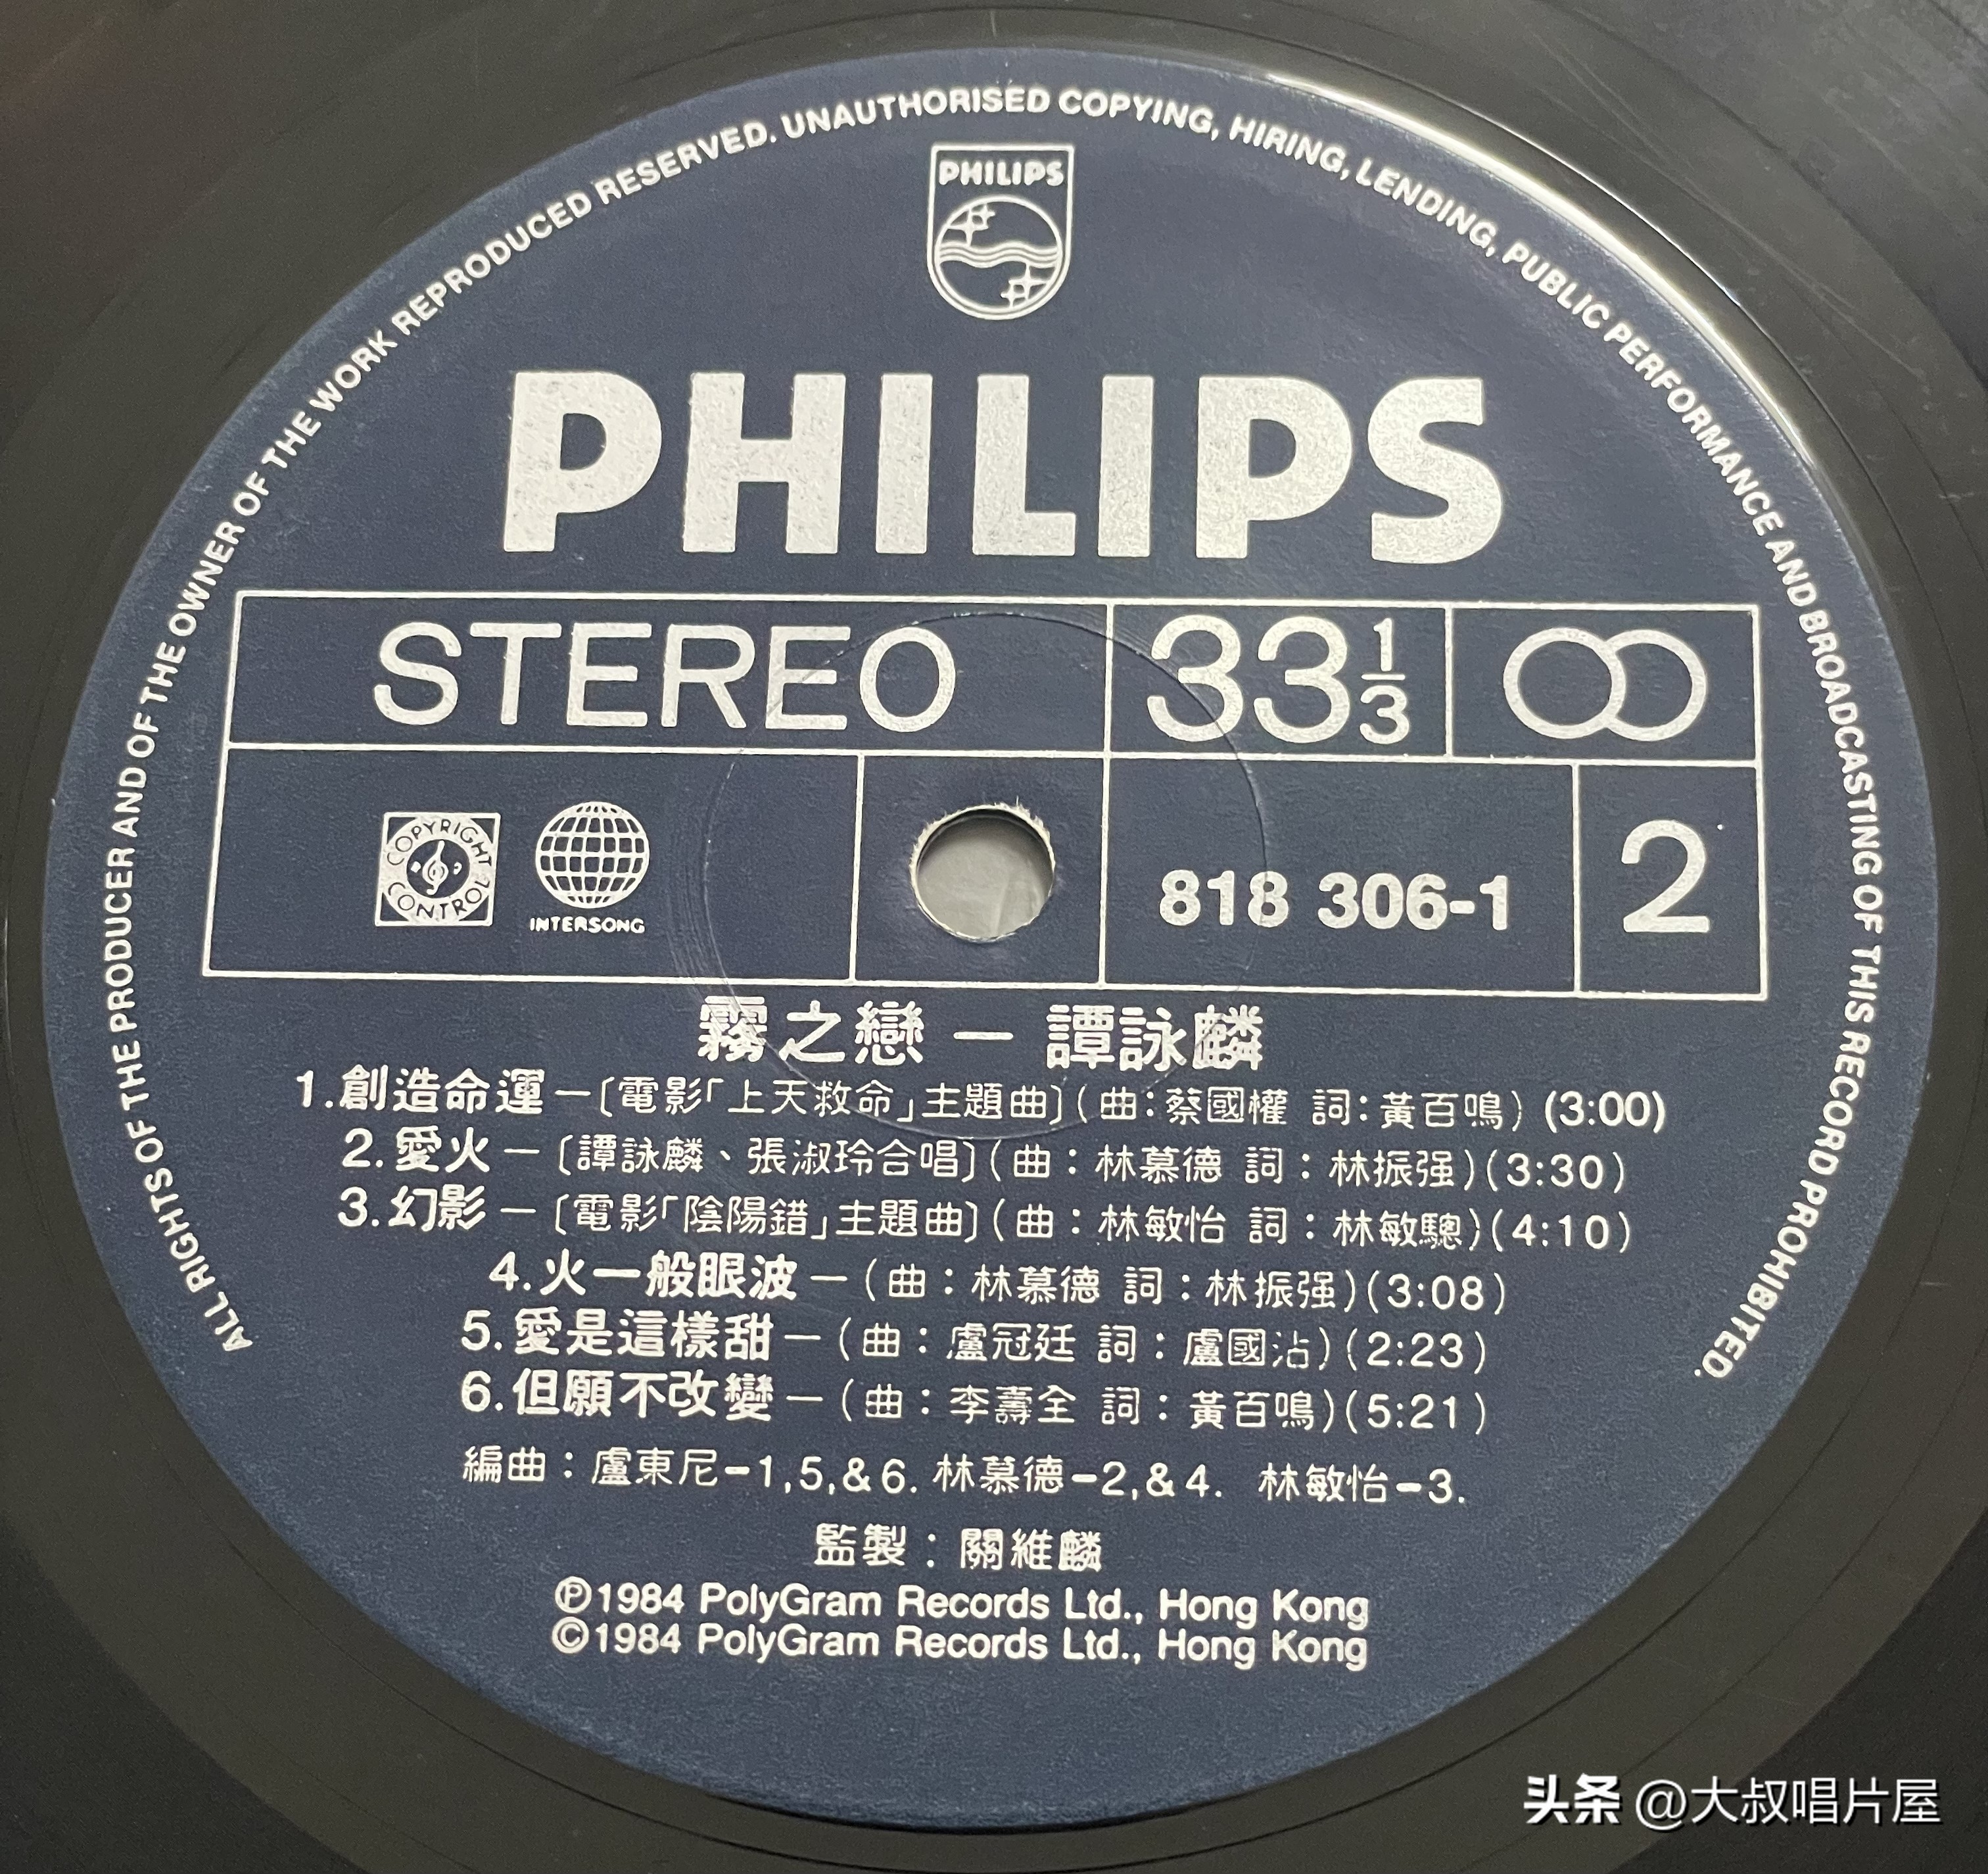 ALL RIGHTS OF THE PRODUCER AND OF THE OWNER OF THE WORK REPRODUCED RESERVED. UNAUTHORISED COPYING, HIRING, LENDING, PUBLIC PERFORMANCE AND BROADCASTING OF THIS RECORD PROHIBITED.
PHILIPS
PHILIPS
STEREO 33 1/3
COPYRIGHT CONTROL
INTERSONG
818 306-1
2
霧之戀 — 譚詠麟
1.創造命運—〔電影「上天救命」主題曲〕(曲:蔡國權 詞:黃百鳴) (3:00)
2.愛火—〔譚詠麟、張淑玲合唱〕(曲:林慕德 詞:林振强)(3:30)
3.幻影—〔電影「陰陽錯」主題曲〕(曲:林敏怡 詞:林敏驄)(4:10)
4.火一般眼波—(曲:林慕德 詞:林振强)(3:08)
5.愛是這樣甜—(曲:盧冠廷 詞:盧國沾)(2:23)
6.但願不改變—(曲:李壽全 詞:黃百鳴)(5:21)
編曲:盧東尼-1,5,&6. 林慕德-2,&4. 林敏怡-3.
監製:關維麟
Ⓟ1984 PolyGram Records Ltd., Hong Kong
©1984 PolyGram Records Ltd., Hong Kong
头条 @大叔唱片屋